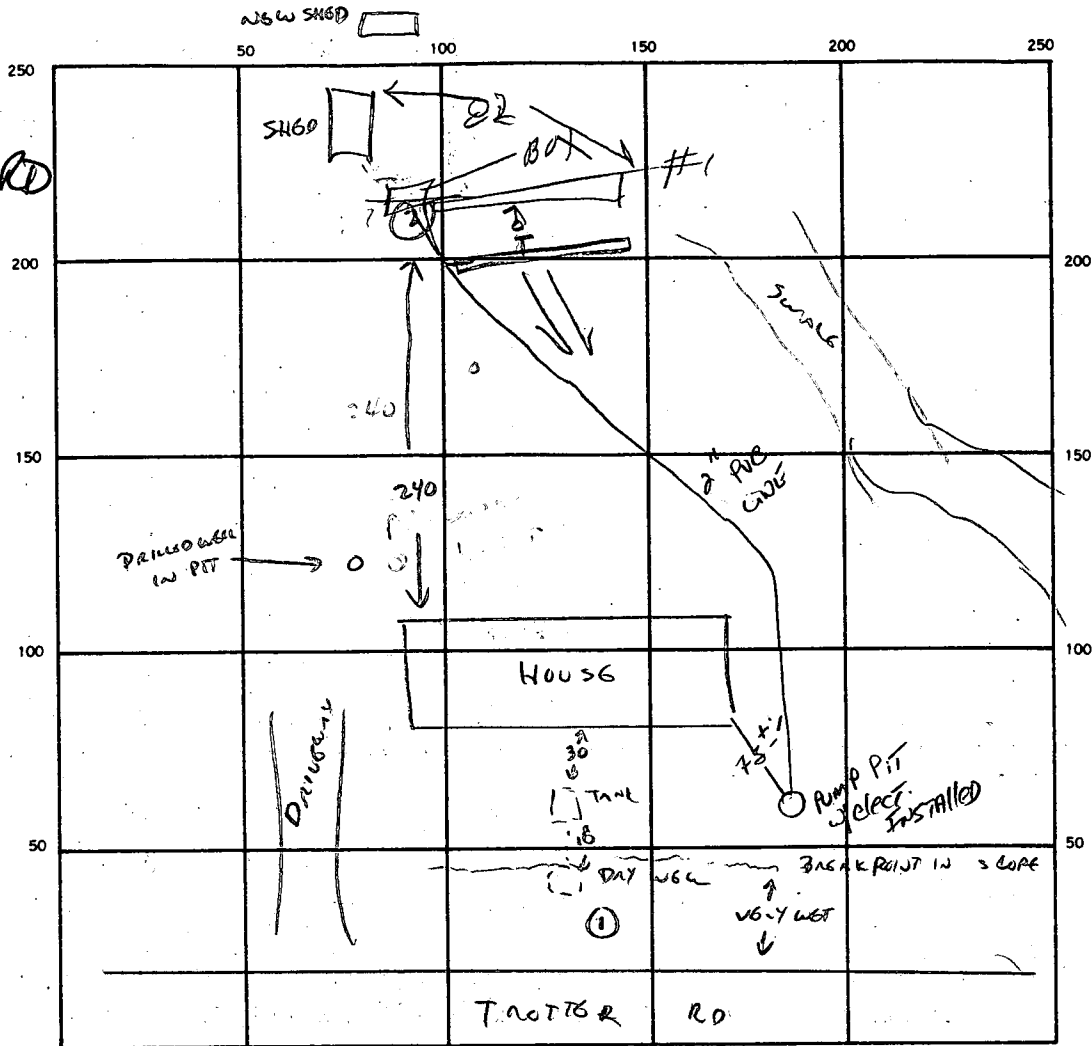 NEW SHED
50 100 150 200 250
250
SHED
82
BOX
#1
RD
2
200 200
SWALE
240
150 150
2" PVC
LINE
240
DRILLED WELL
IN PIT
100 100
HOUSE
DRIVEWAY
30
TANK
75' +-
PUMP PIT
w/ ELECT.
INSTALLED
18
50 50
DRY WELL
BREAK POINT IN SLOPE
1
VERY WET
TROTTER RD